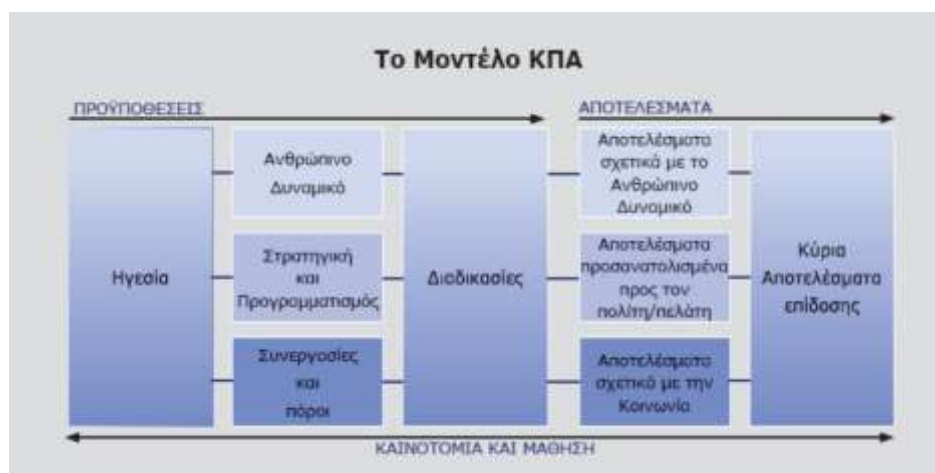 Το Μοντέλο ΚΠΑ
ΠΡΟΫΠΟΘΕΣΕΙΣ
ΑΠΟΤΕΛΕΣΜΑΤΑ
Ηγεσία
Ανθρώπινο
Δυναμικό
Στρατηγική
και
Προγραμματισμός
Συνεργασίες
και
πόροι
Διαδικασίες
Αποτελέσματα
σχετικά με το
Ανθρώπινο
Δυναμικό
Αποτελέσματα
προσανατολισμένα
προς τον
πολίτη/πελάτη
Αποτελέσματα
σχετικά με την
Κοινωνία
Κύρια
Αποτελέσματα
επίδοσης
ΚΑΙΝΟΤΟΜΙΑ ΚΑΙ ΜΑΘΗΣΗ